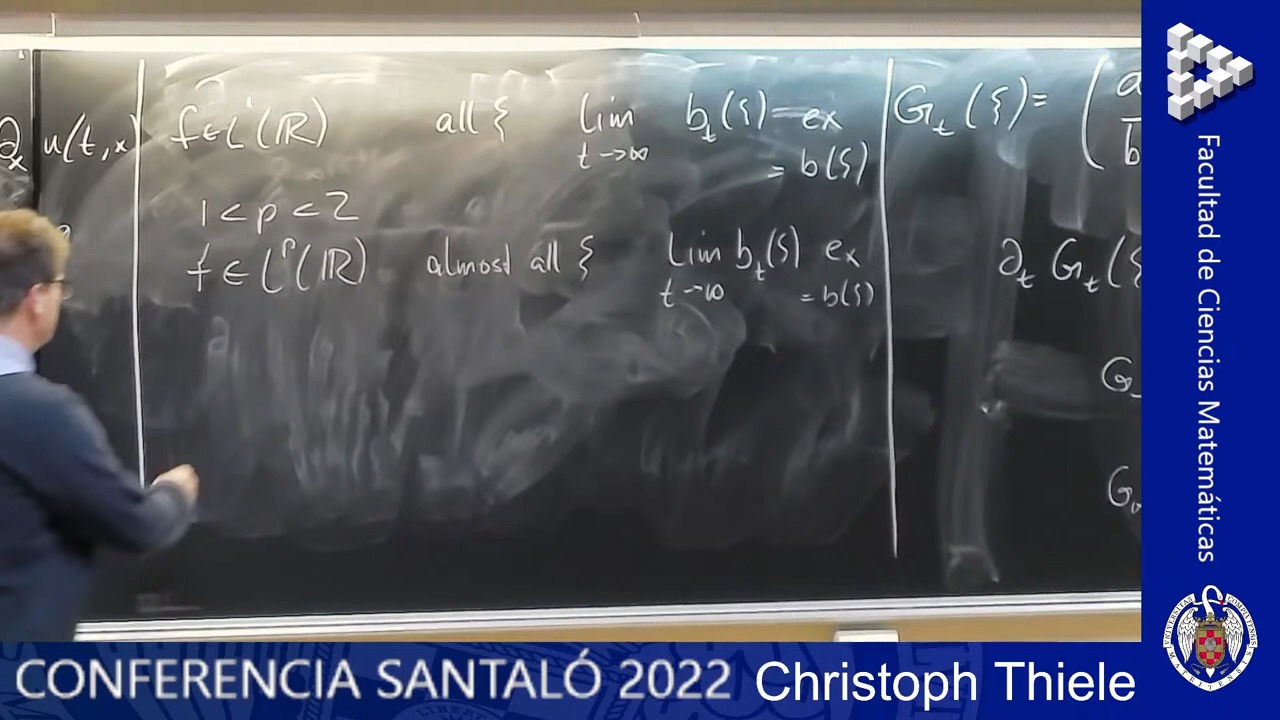 ∂ₓ u(t,x)
f ∈ L¹(ℝ) all ξ lim b_t(ξ) = ex
t → ∞ = b(ξ)
1 < p < 2
f ∈ Lᵖ(ℝ) almost all ξ lim b_t(ξ) ex
t → ∞ = b(ξ)
G_t(ξ) = ( a
b
∂_t G_t(ξ
G
G
Facultad de Ciencias Matemáticas
CONFERENCIA SANTALÓ 2022 Christoph Thiele